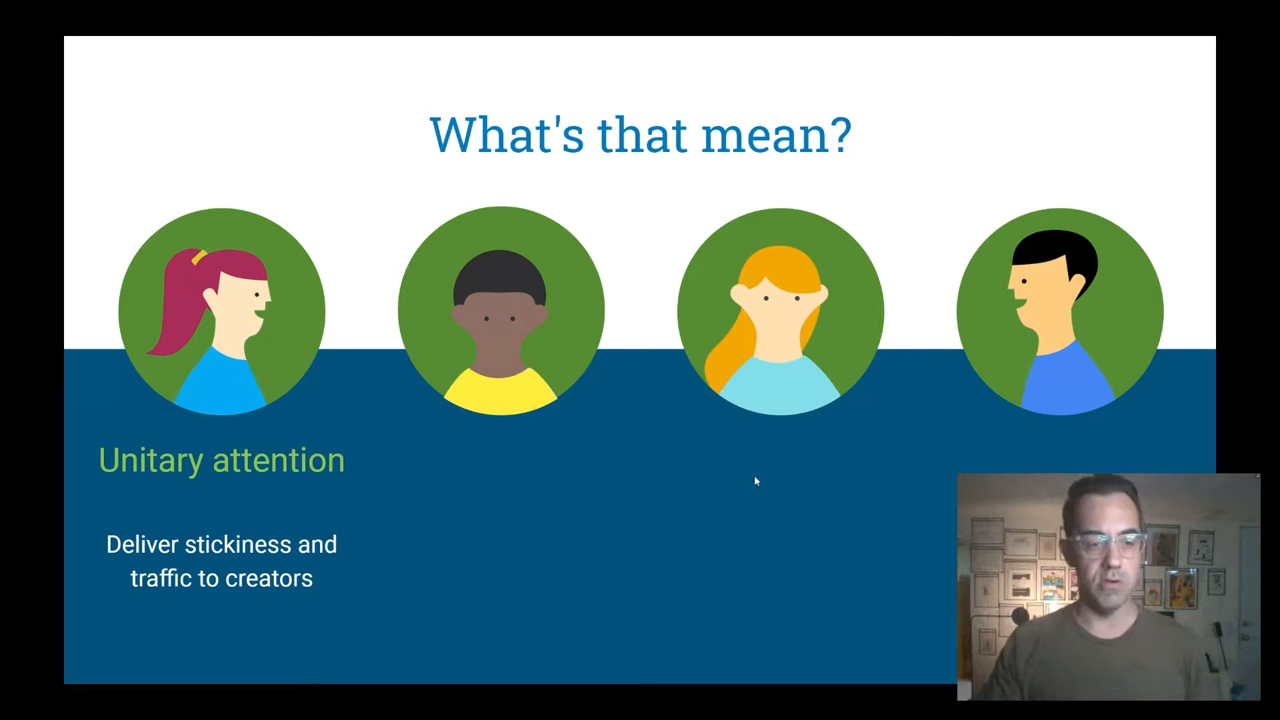 What's that mean?
Unitary attention
Deliver stickiness and
traffic to creators